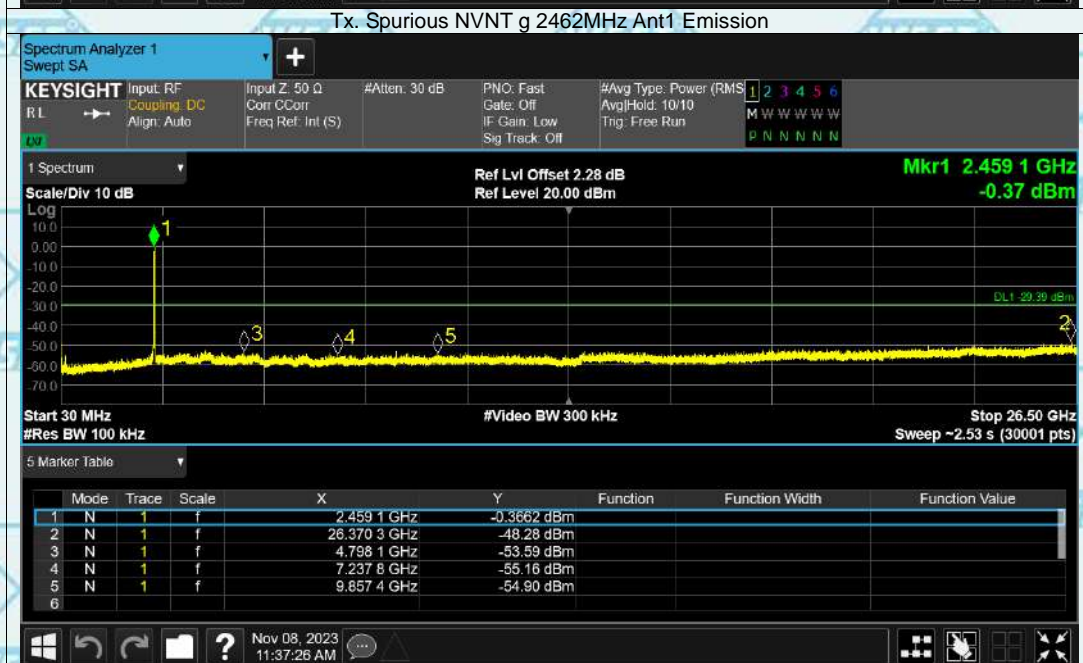 Tx. Spurious NVNT g 2462MHz Ant1 Emission
Spectrum Analyzer 1
Swept SA
+
KEYSIGHT
RL
LXI
Input: RF
Coupling: DC
Align: Auto
Input Z: 50 Ω
Corr CCorr
Freq Ref: Int (S)
#Atten: 30 dB
PNO: Fast
Gate: Off
IF Gain: Low
Sig Track: Off
#Avg Type: Power (RMS
Avg|Hold: 10/10
Trig: Free Run
1 2 3 4 5 6
M W W W W W
P N N N N N
1 Spectrum
Scale/Div 10 dB
Ref Lvl Offset 2.28 dB
Ref Level 20.00 dBm
Mkr1 2.459 1 GHz
-0.37 dBm
Log
10.0
0.00
-10.0
-20.0
-30.0
-40.0
-50.0
-60.0
-70.0
1
3
4
5
2
DL1 -29.39 dBm
Start 30 MHz
#Res BW 100 kHz
#Video BW 300 kHz
Stop 26.50 GHz
Sweep ~2.53 s (30001 pts)
5 Marker Table
Mode Trace Scale X Y Function Function Width Function Value
1 N 1 f 2.459 1 GHz -0.3662 dBm
2 N 1 f 26.370 3 GHz -48.28 dBm
3 N 1 f 4.798 1 GHz -53.59 dBm
4 N 1 f 7.237 8 GHz -55.16 dBm
5 N 1 f 9.857 4 GHz -54.90 dBm
6
?
Nov 08, 2023
11:37:26 AM